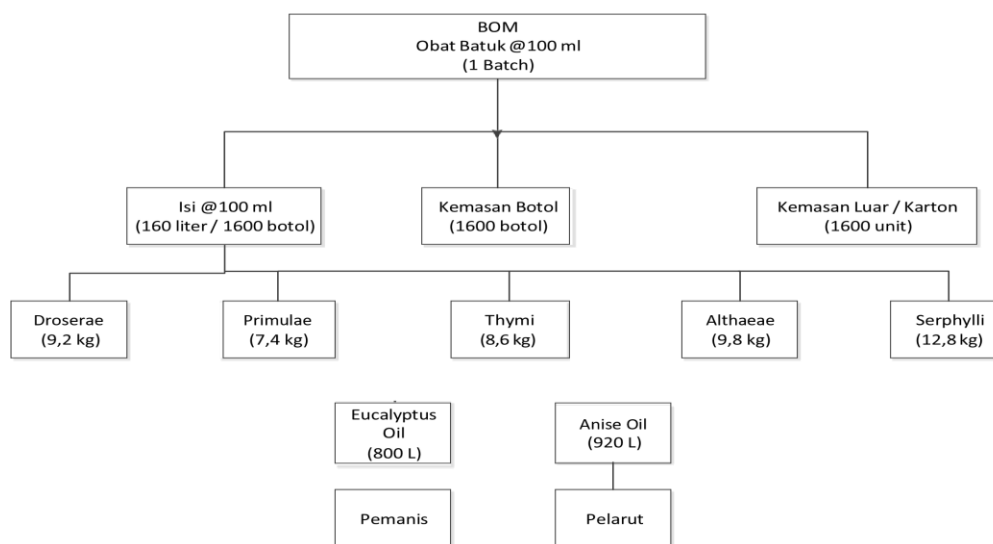 BOM
Obat Batuk @100 ml
(1 Batch)
Isi @100 ml
(160 liter / 1600 botol)
Kemasan Botol
(1600 botol)
Kemasan Luar / Karton
(1600 unit)
Droserae
(9,2 kg)
Primulae
(7,4 kg)
Thymi
(8,6 kg)
Althaeae
(9,8 kg)
Serphylli
(12,8 kg)
Eucalyptus
Oil
(800 L)
Anise Oil
(920 L)
Pemanis
Pelarut